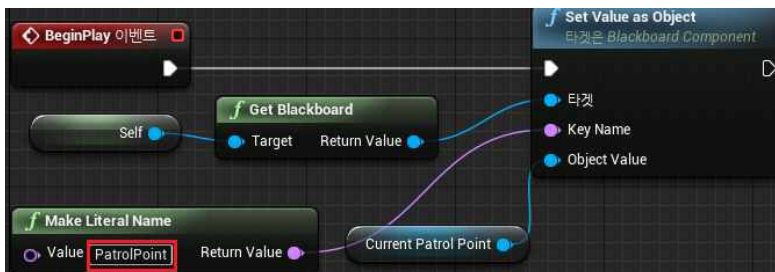 BeginPlay 이벤트
f Set Value as Object
타겟은 Blackboard Component
f Get Blackboard
타겟
Self
Target Return Value
Key Name
Object Value
f Make Literal Name
Value PatrolPoint Return Value
Current Patrol Point